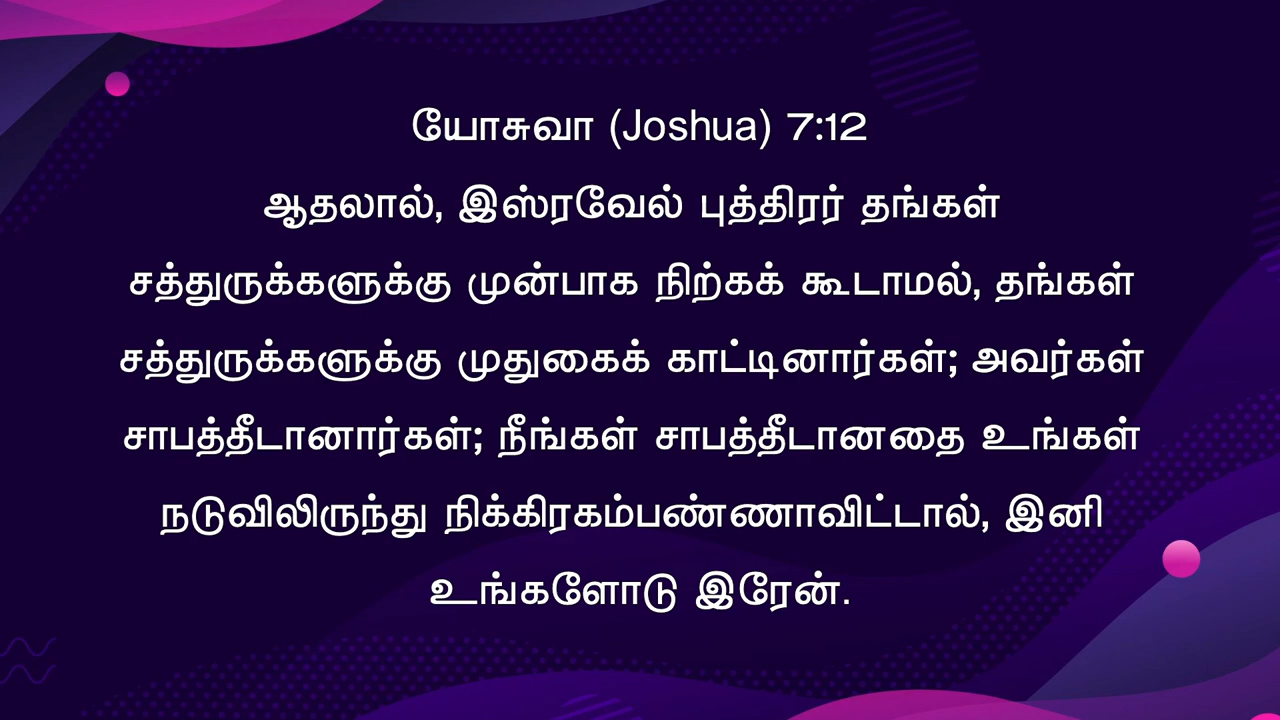 யோசுவா (Joshua) 7:12
ஆதலால், இஸ்ரவேல் புத்திரர் தங்கள்
சத்துருக்களுக்கு முன்பாக நிற்கக் கூடாமல், தங்கள்
சத்துருக்களுக்கு முதுகைக் காட்டினார்கள்; அவர்கள்
சாபத்தீடானார்கள்; நீங்கள் சாபத்தீடானதை உங்கள்
நடுவிலிருந்து நிக்கிரகம்பண்ணாவிட்டால், இனி
உங்களோடு இரேன்.